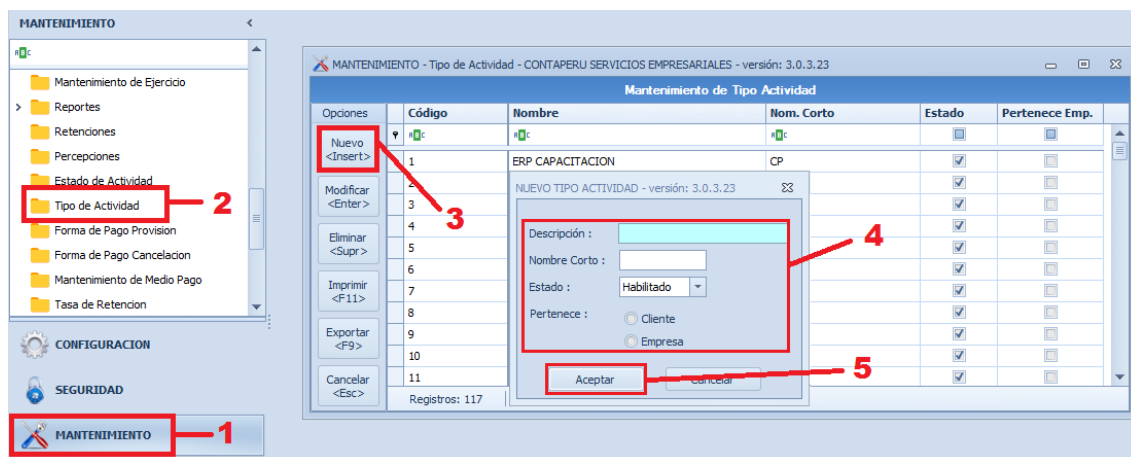 MANTENIMIENTO
ABC
Mantenimiento de Ejercicio
Reportes
Retenciones
Percepciones
Estado de Actividad
Tipo de Actividad
2
Forma de Pago Provision
Forma de Pago Cancelacion
Mantenimiento de Medio Pago
Tasa de Retencion
CONFIGURACION
SEGURIDAD
MANTENIMIENTO
1
MANTENIMIENTO - Tipo de Actividad - CONTAPERU SERVICIOS EMPRESARIALES - versión: 3.0.3.23
Mantenimiento de Tipo Actividad
Opciones Código Nombre Nom. Corto Estado Pertenece Emp.
ABC ABC ABC
Nuevo
<Insert>
3
Modificar
<Enter>
Eliminar
<Supr>
Imprimir
<F11>
Exportar
<F9>
Cancelar
<Esc>
1 ERP CAPACITACION CP
2
3
4
5
6
7
8
9
10
11
Registros: 117
NUEVO TIPO ACTIVIDAD - versión: 3.0.3.23
Descripción :
Nombre Corto :
Estado : Habilitado
Pertenece : Cliente
Empresa
4
Aceptar Cancelar
5